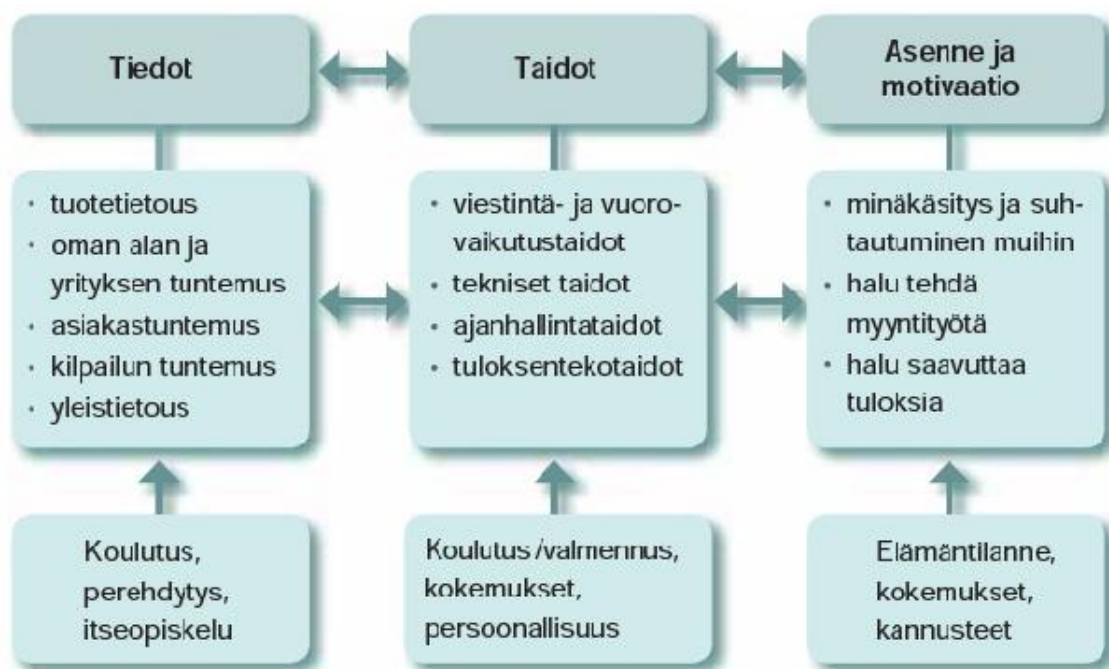 Tiedot
Taidot
Asenne ja
motivaatio
· tuotetietous
· oman alan ja
yrityksen tuntemus
· asiakastuntemus
· kilpailun tuntemus
· yleistietous
· viestintä- ja vuoro-
vaikutustaidot
· tekniset taidot
· ajanhallintataidot
· tuloksentekotaidot
· minäkäsitys ja suh-
tautuminen muihin
· halu tehdä
myyntityötä
· halu saavuttaa
tuloksia
Koulutus,
perehdytys,
itseopiskelu
Koulutus/valmennus,
kokemukset,
persoonallisuus
Elämäntilanne,
kokemukset,
kannusteet